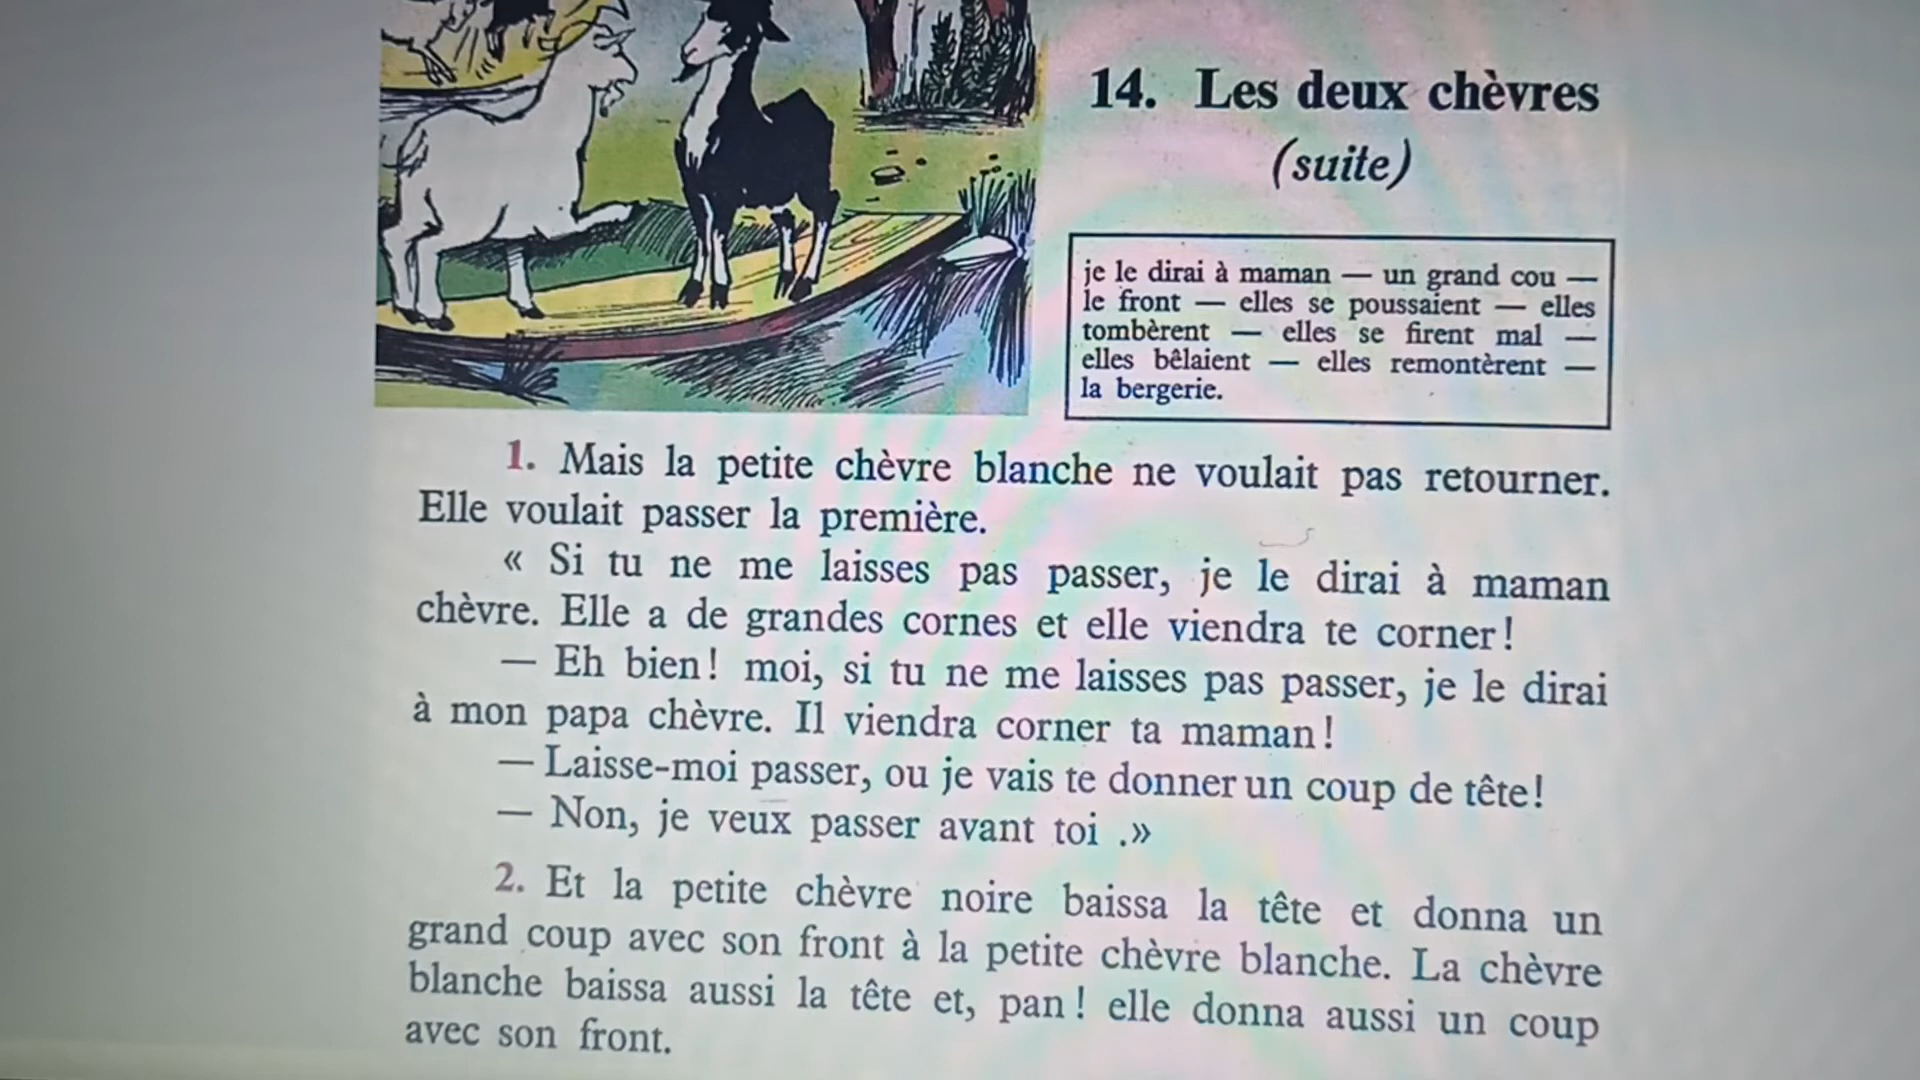 14. Les deux chèvres
(suite)
je le dirai à maman — un grand cou —
le front — elles se poussaient — elles
tombèrent — elles se firent mal —
elles bêlaient — elles remontèrent —
la bergerie.
1. Mais la petite chèvre blanche ne voulait pas retourner.
Elle voulait passer la première.
« Si tu ne me laisses pas passer, je le dirai à maman
chèvre. Elle a de grandes cornes et elle viendra te corner!
— Eh bien! moi, si tu ne me laisses pas passer, je le dirai
à mon papa chèvre. Il viendra corner ta maman!
— Laisse-moi passer, ou je vais te donner un coup de tête!
— Non, je veux passer avant toi .»
2. Et la petite chèvre noire baissa la tête et donna un
grand coup avec son front à la petite chèvre blanche. La chèvre
blanche baissa aussi la tête et, pan! elle donna aussi un coup
avec son front.